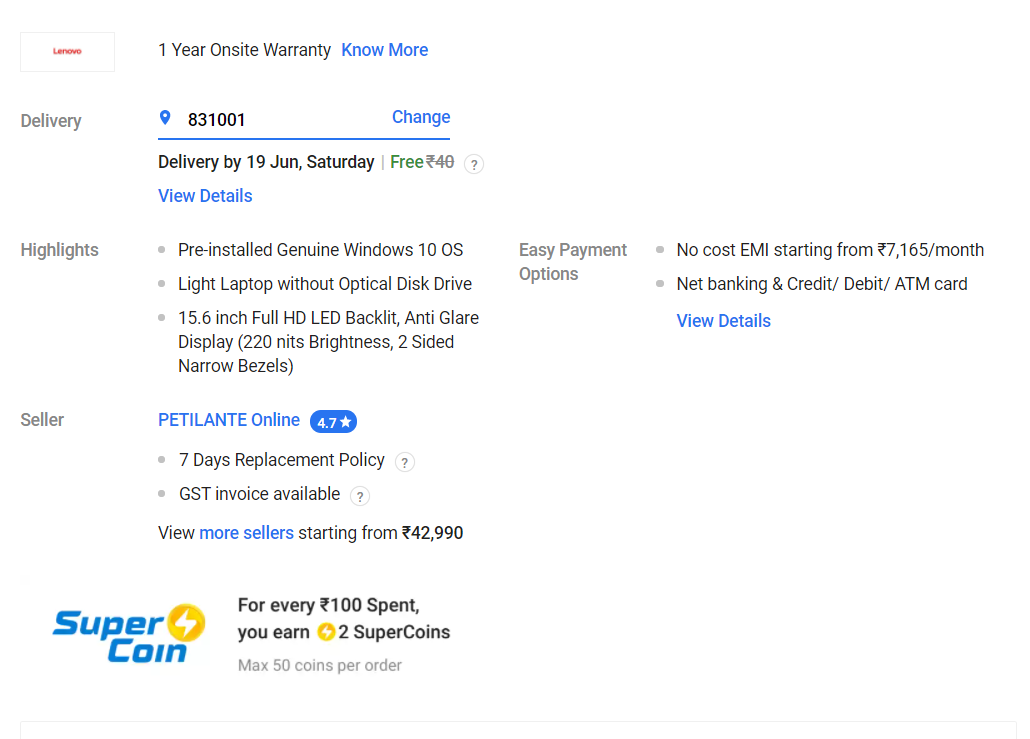 Lenovo
1 Year Onsite Warranty Know More
Delivery
831001 Change
Delivery by 19 Jun, Saturday | Free ₹40 ?
View Details
Highlights
Pre-installed Genuine Windows 10 OS
Light Laptop without Optical Disk Drive
15.6 inch Full HD LED Backlit, Anti Glare
Display (220 nits Brightness, 2 Sided
Narrow Bezels)
Easy Payment
Options
No cost EMI starting from ₹7,165/month
Net banking & Credit/ Debit/ ATM card
View Details
Seller
PETILANTE Online 4.7★
7 Days Replacement Policy ?
GST invoice available ?
View more sellers starting from ₹42,990
Super
Coin
For every ₹100 Spent,
you earn 2 SuperCoins
Max 50 coins per order